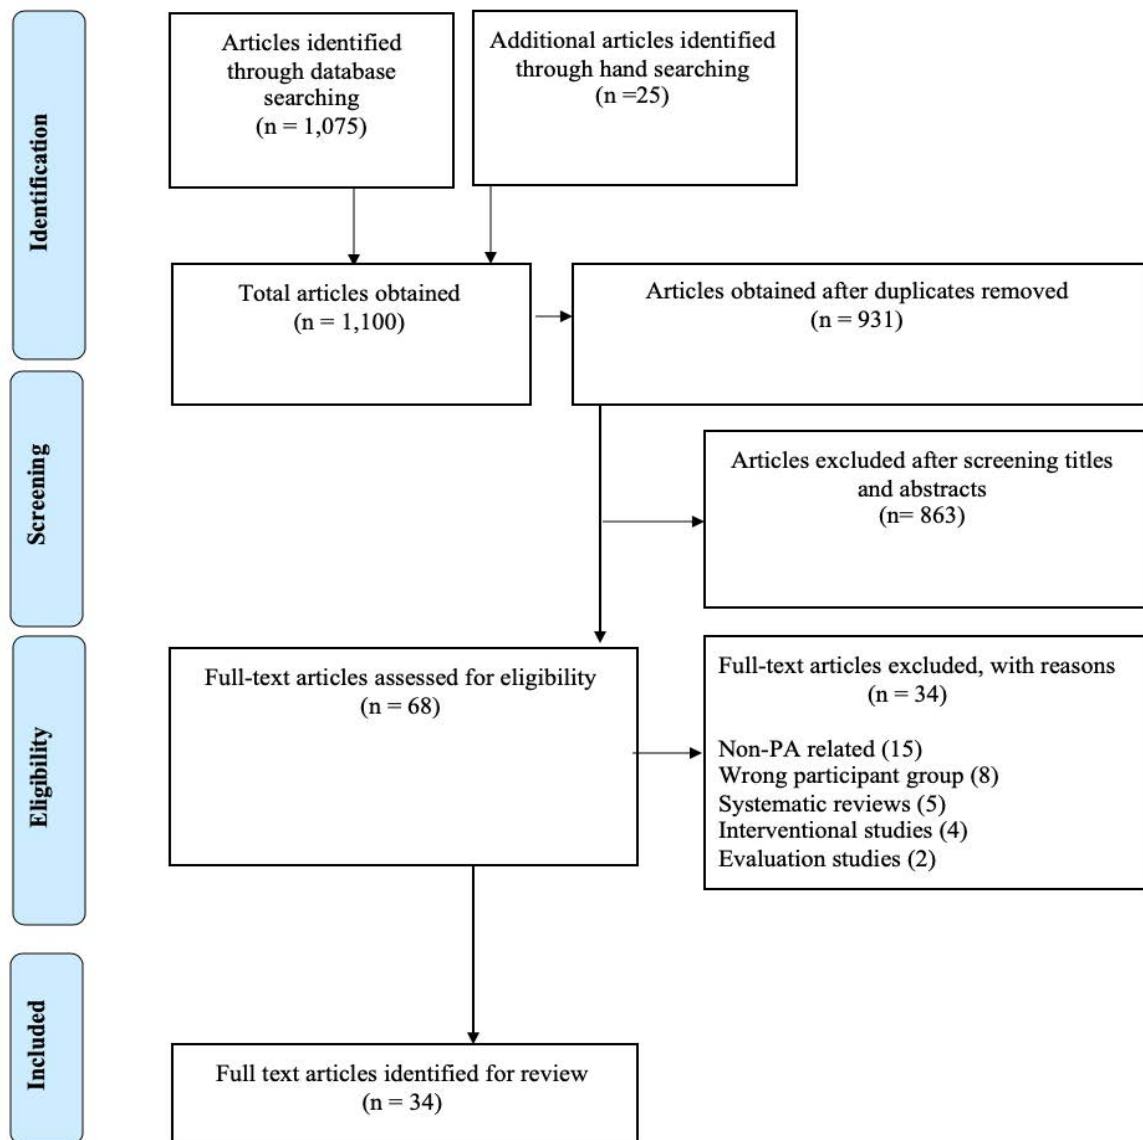 Identification
Articles identified
through database
searching
(n = 1,075)
Additional articles identified
through hand searching
(n =25)
Total articles obtained
(n = 1,100)
Articles obtained after duplicates removed
(n = 931)
Screening
Articles excluded after screening titles
and abstracts
(n= 863)
Eligibility
Full-text articles assessed for eligibility
(n = 68)
Full-text articles excluded, with reasons
(n = 34)
Non-PA related (15)
Wrong participant group (8)
Systematic reviews (5)
Interventional studies (4)
Evaluation studies (2)
Included
Full text articles identified for review
(n = 34)